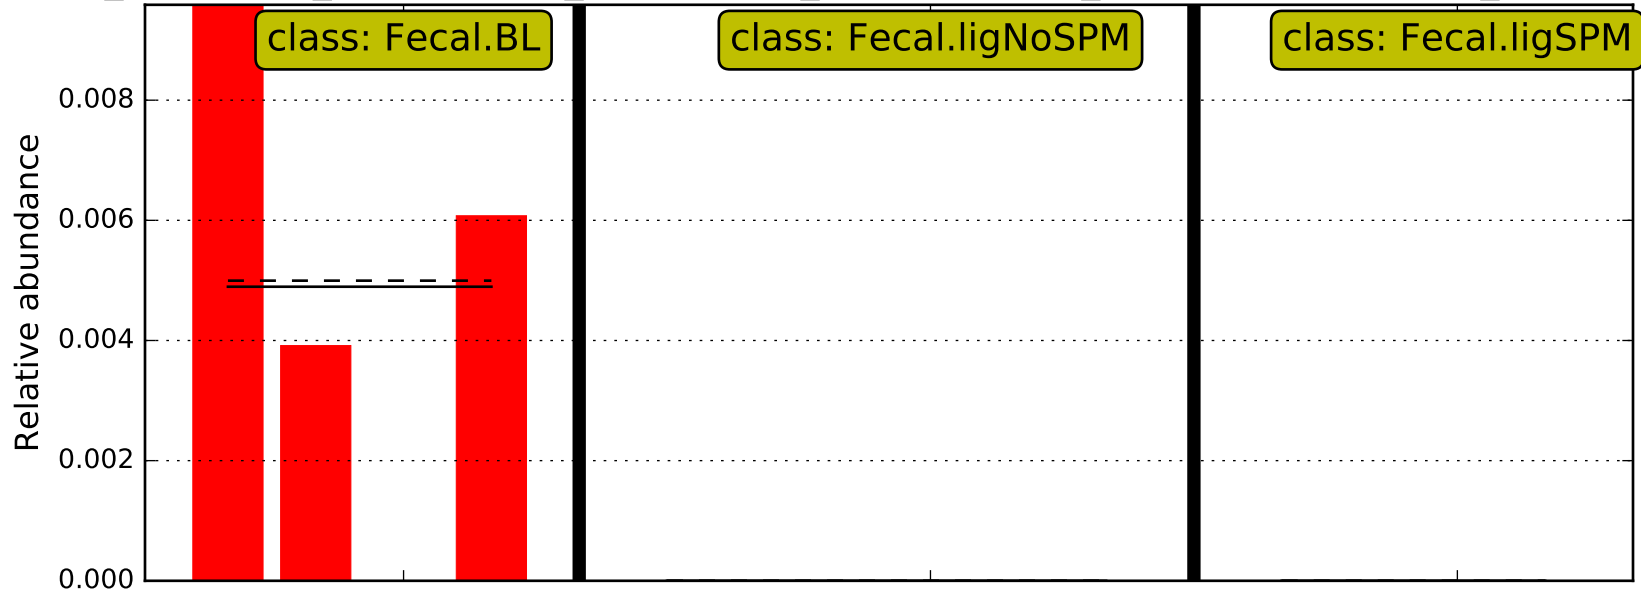 class: Fecal.BL
class: Fecal.ligNoSPM
class: Fecal.ligSPM
Relative abundance
0.008
0.006
0.004
0.002
0.000